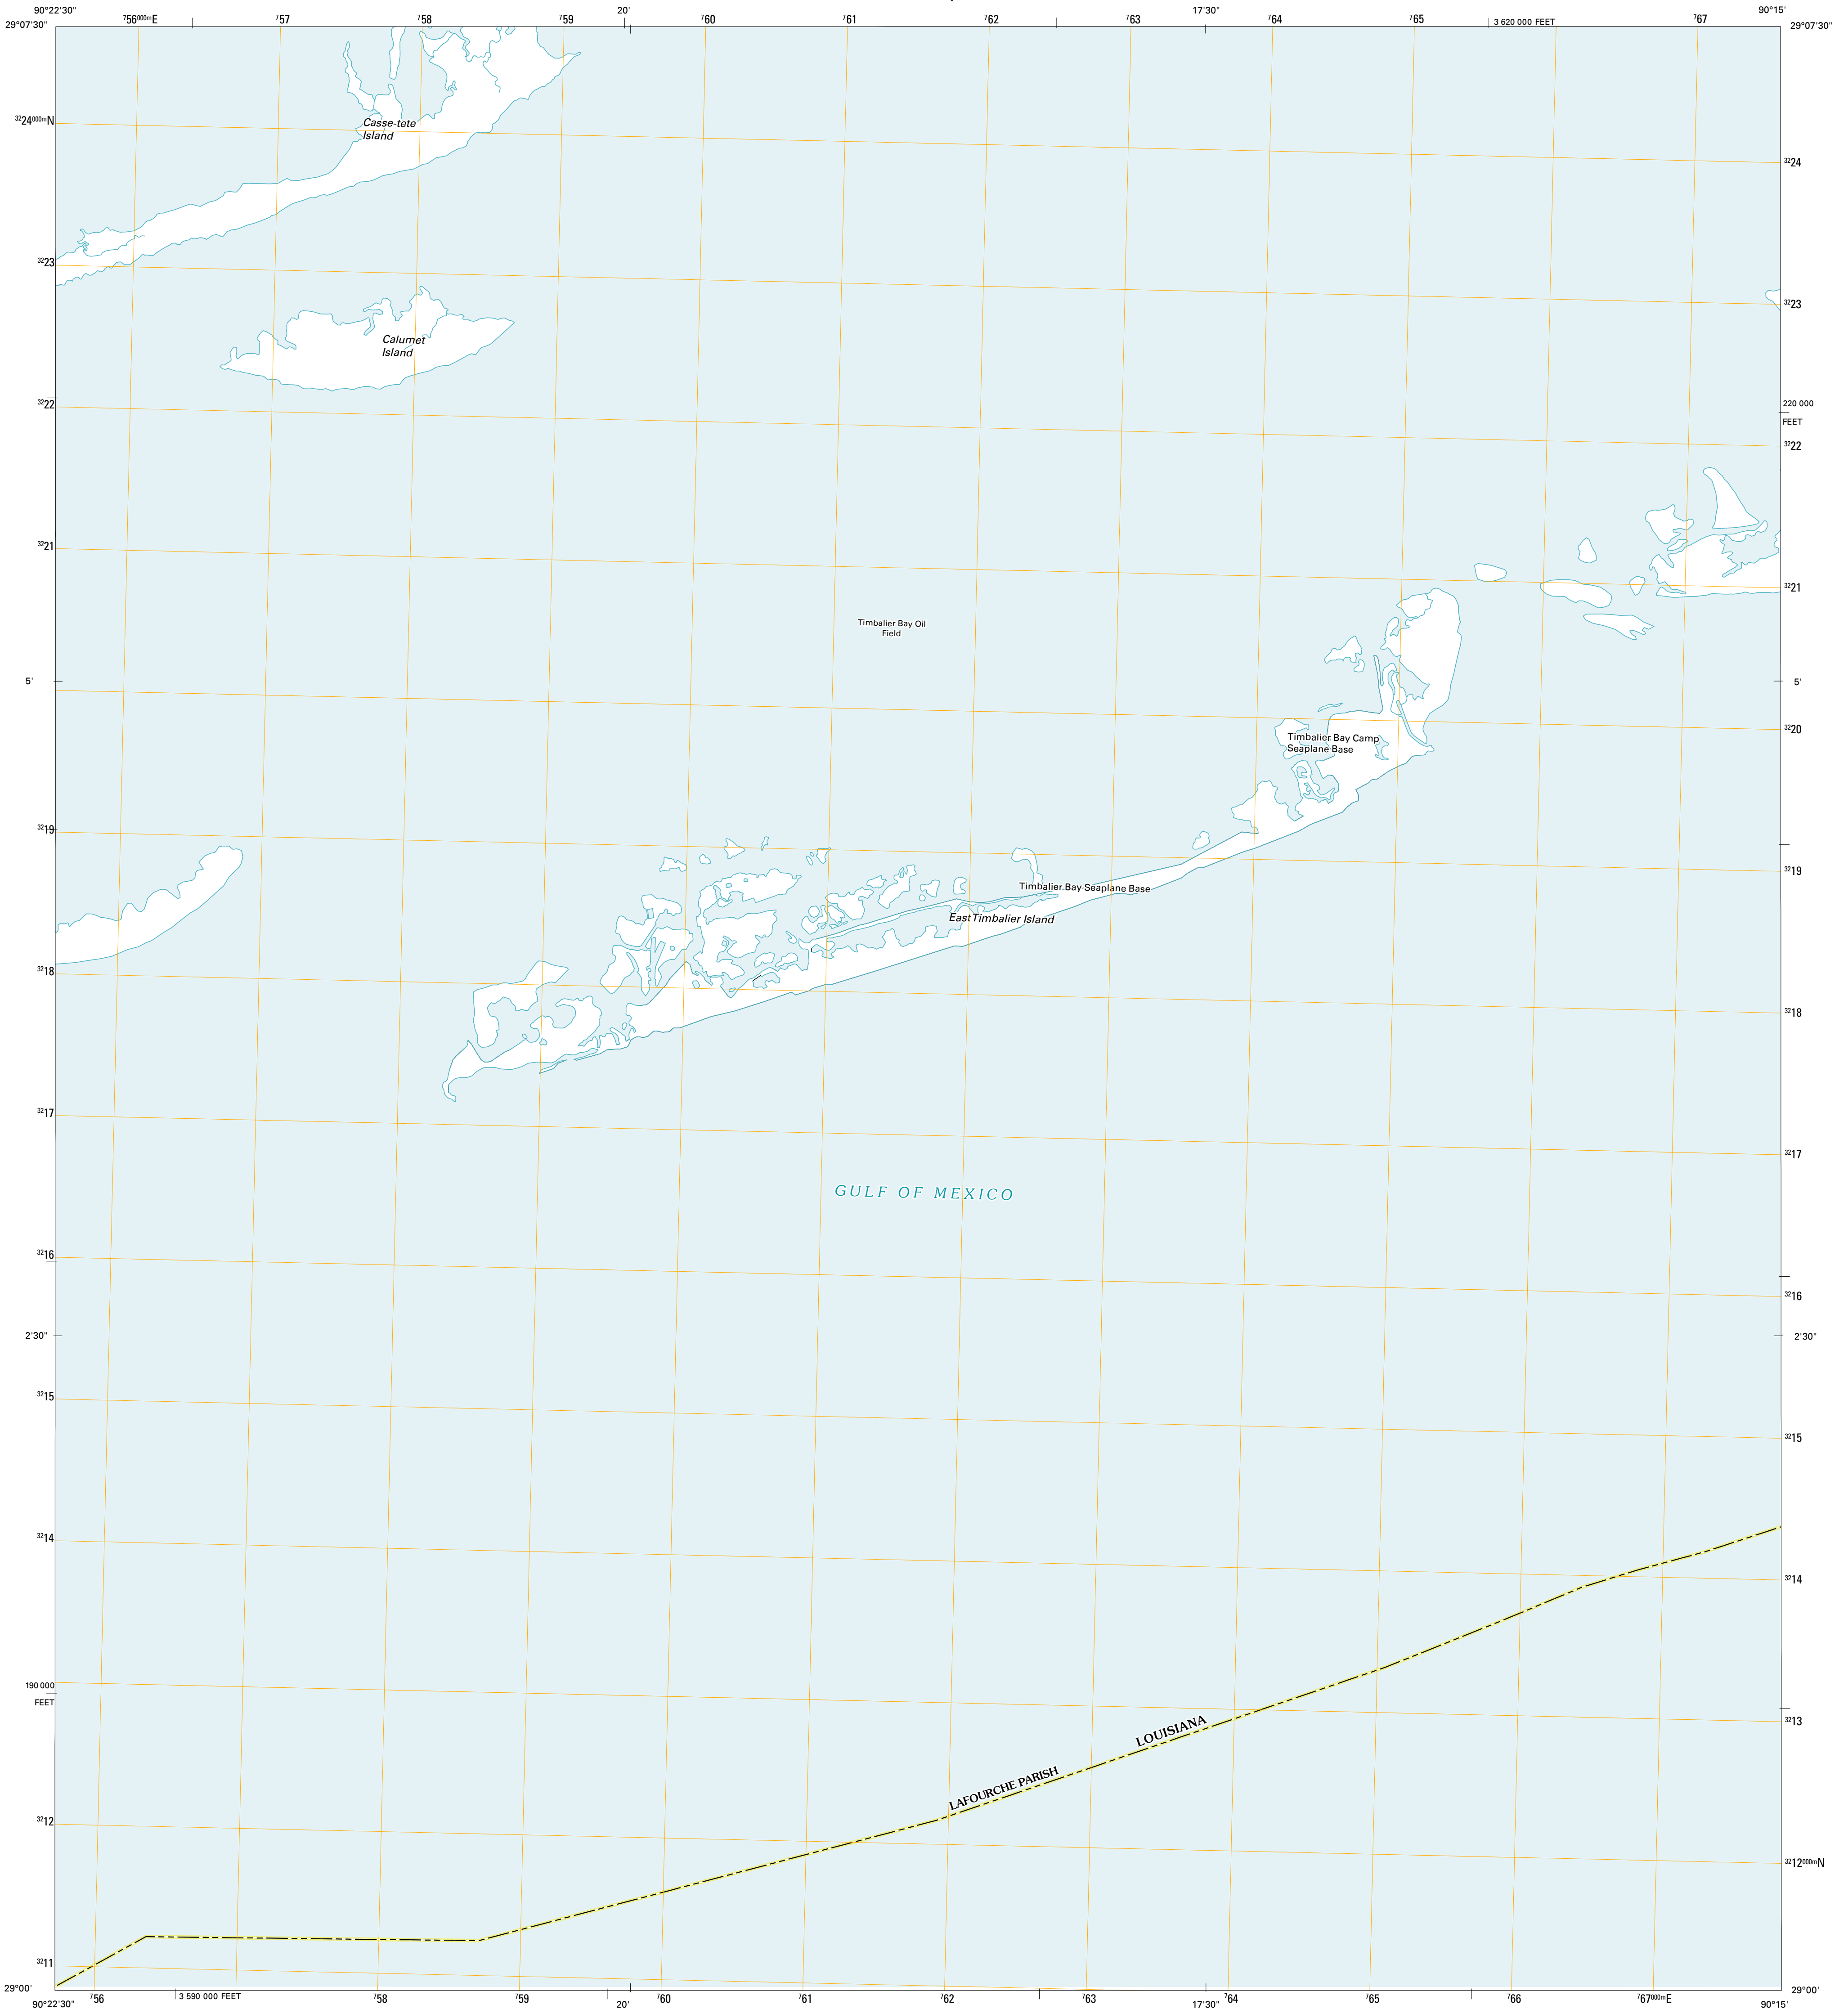 90°22'30"
⁷56⁰⁰⁰ᵐE
⁷57
⁷58
⁷59
20'
⁷60
⁷61
⁷62
⁷63
17'30"
⁷64
⁷65
3 620 000 FEET
⁷67
90°15'
29°07'30"
29°07'30"
Casse-tete
Island
³²24⁰⁰⁰ᵐN
³²24
³²23
³²23
Calumet
Island
³²22
220 000
FEET
³²22
³²21
³²21
Timbalier Bay Oil
Field
5'
5'
³²20
Timbalier Bay Camp
Seaplane Base
³²19
³²19
Timbalier Bay Seaplane Base
East Timbalier Island
³²18
³²18
³²17
³²17
GULF OF MEXICO
³²16
³²16
2'30"
2'30"
³²15
³²15
³²14
³²14
190 000
FEET
³²13
LOUISIANA
LAFOURCHE PARISH
³²12
³²12⁰⁰⁰ᵐN
³²11
29°00'
29°00'
90°22'30"
⁷56
3 590 000 FEET
⁷58
⁷59
20'
⁷60
⁷61
⁷62
⁷63
17'30"
⁷64
⁷65
⁷66
⁷67⁰⁰⁰ᵐE
90°15'